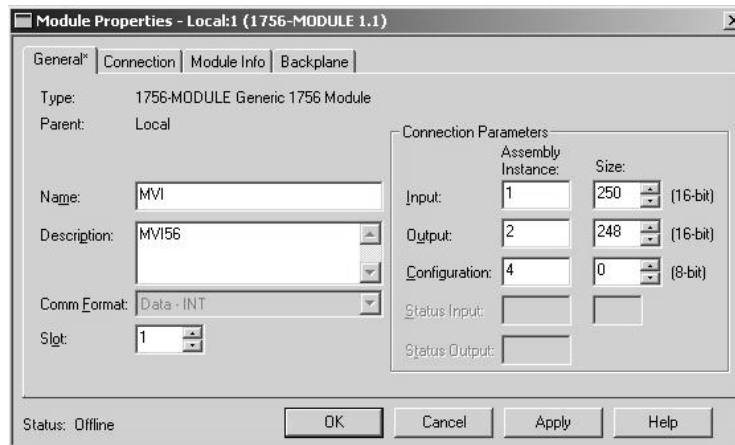 Module Properties - Local:1 (1756-MODULE 1.1)
General* Connection Module Info Backplane
Type: 1756-MODULE Generic 1756 Module
Parent: Local
Connection Parameters
Assembly Instance: Size:
Name: MVI
Input: 1 250 (16-bit)
Description: MVI56
Output: 2 248 (16-bit)
Configuration: 4 0 (8-bit)
Comm Format: Data - INT
Status Input:
Slot: 1
Status Output:
Status: Offline
OK Cancel Apply Help